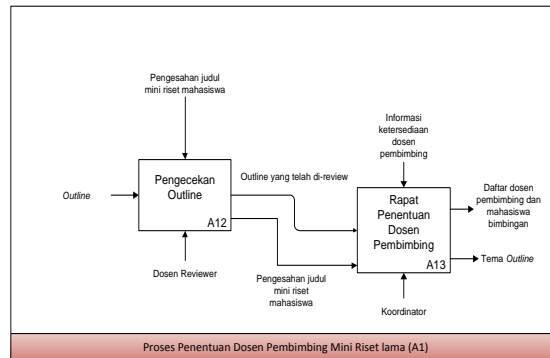 Pengesahan judul
mini riset mahasiswa
Informasi
ketersediaan
dosen
pembimbing
Outline
Pengecekan
Outline
A12
Outline yang telah di-review
Rapat
Penentuan
Dosen
Pembimbing
A13
Daftar dosen
pembimbing dan
mahasiswa
bimbingan
Tema Outline
Dosen Reviewer
Pengesahan judul
mini riset
mahasiswa
Koordinator
Proses Penentuan Dosen Pembimbing Mini Riset lama (A1)